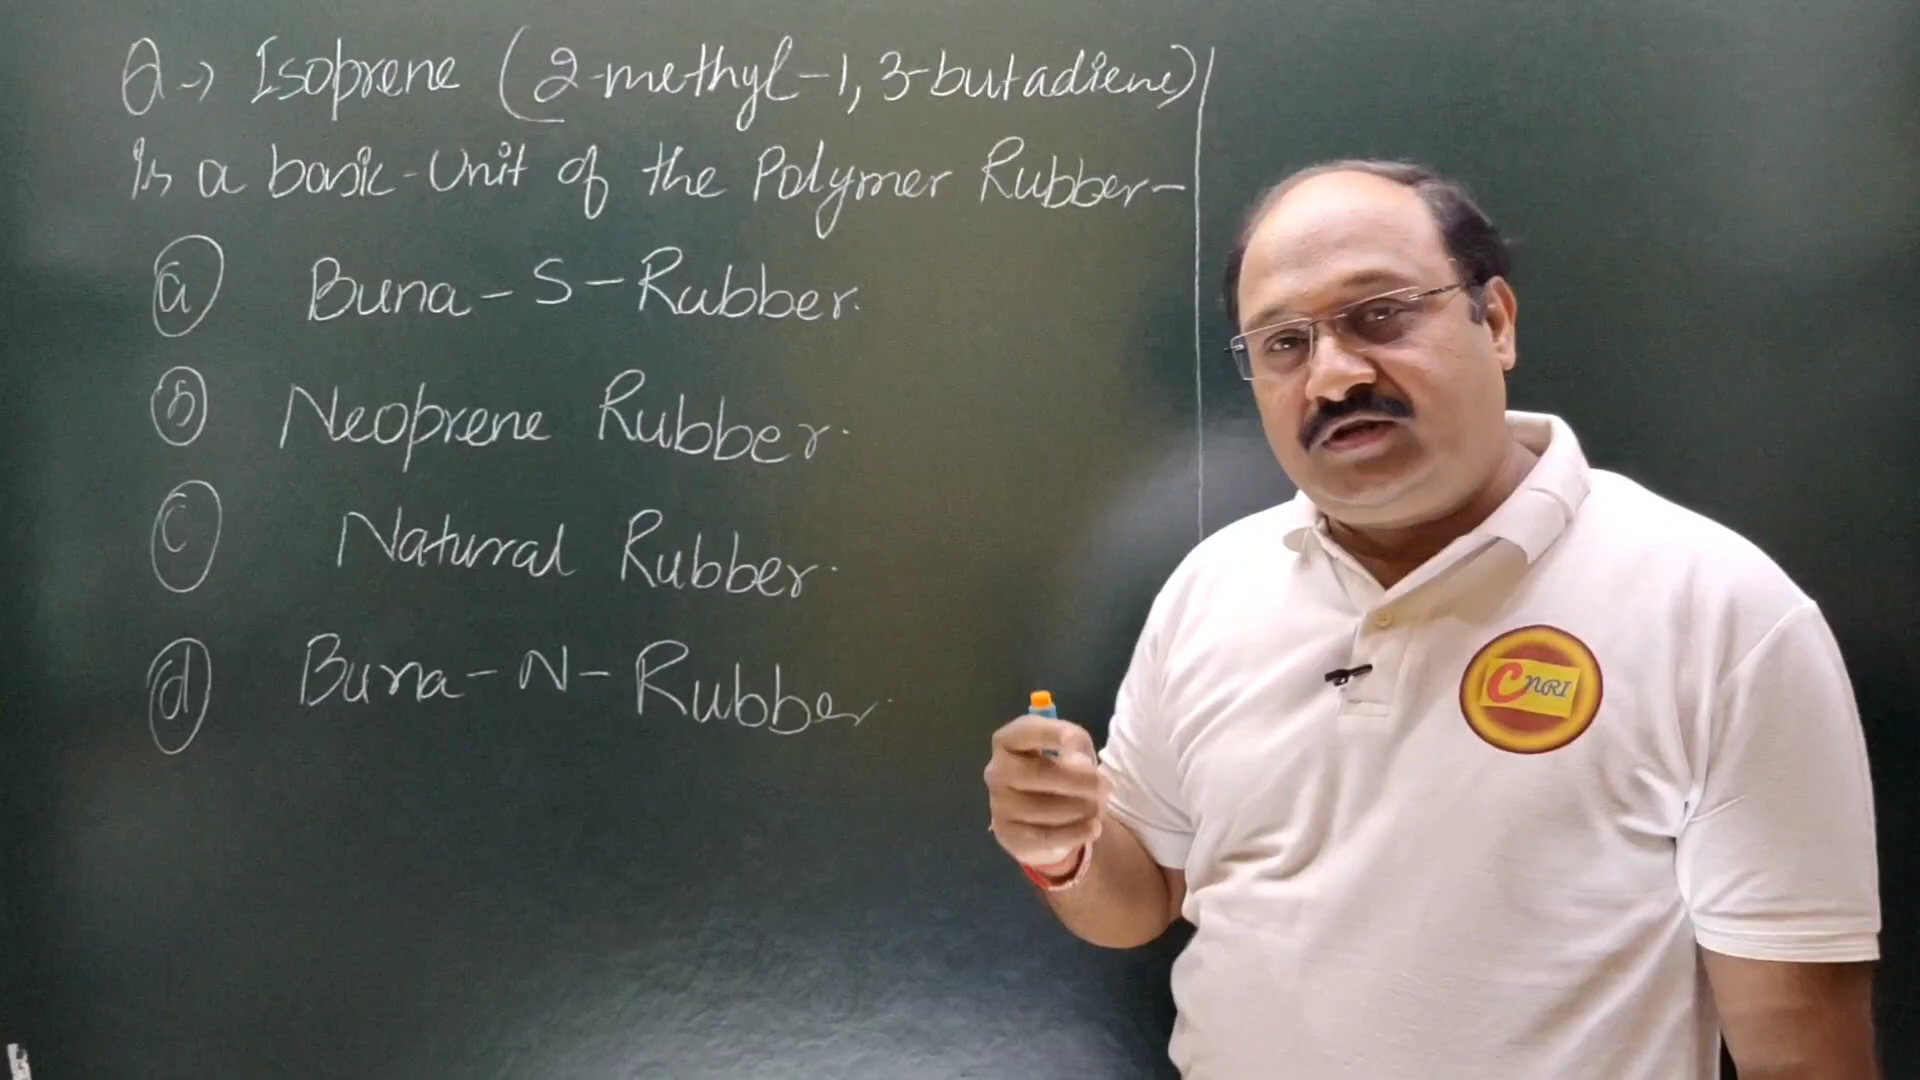 Q→ Isoprene (2-methyl-1,3-butadiene)
is a basic-Unit of the Polymer Rubber-
(a) Buna-S-Rubber.
(b) Neoprene Rubber.
(c) Natural Rubber.
(d) Buna-N-Rubber.
CNRI